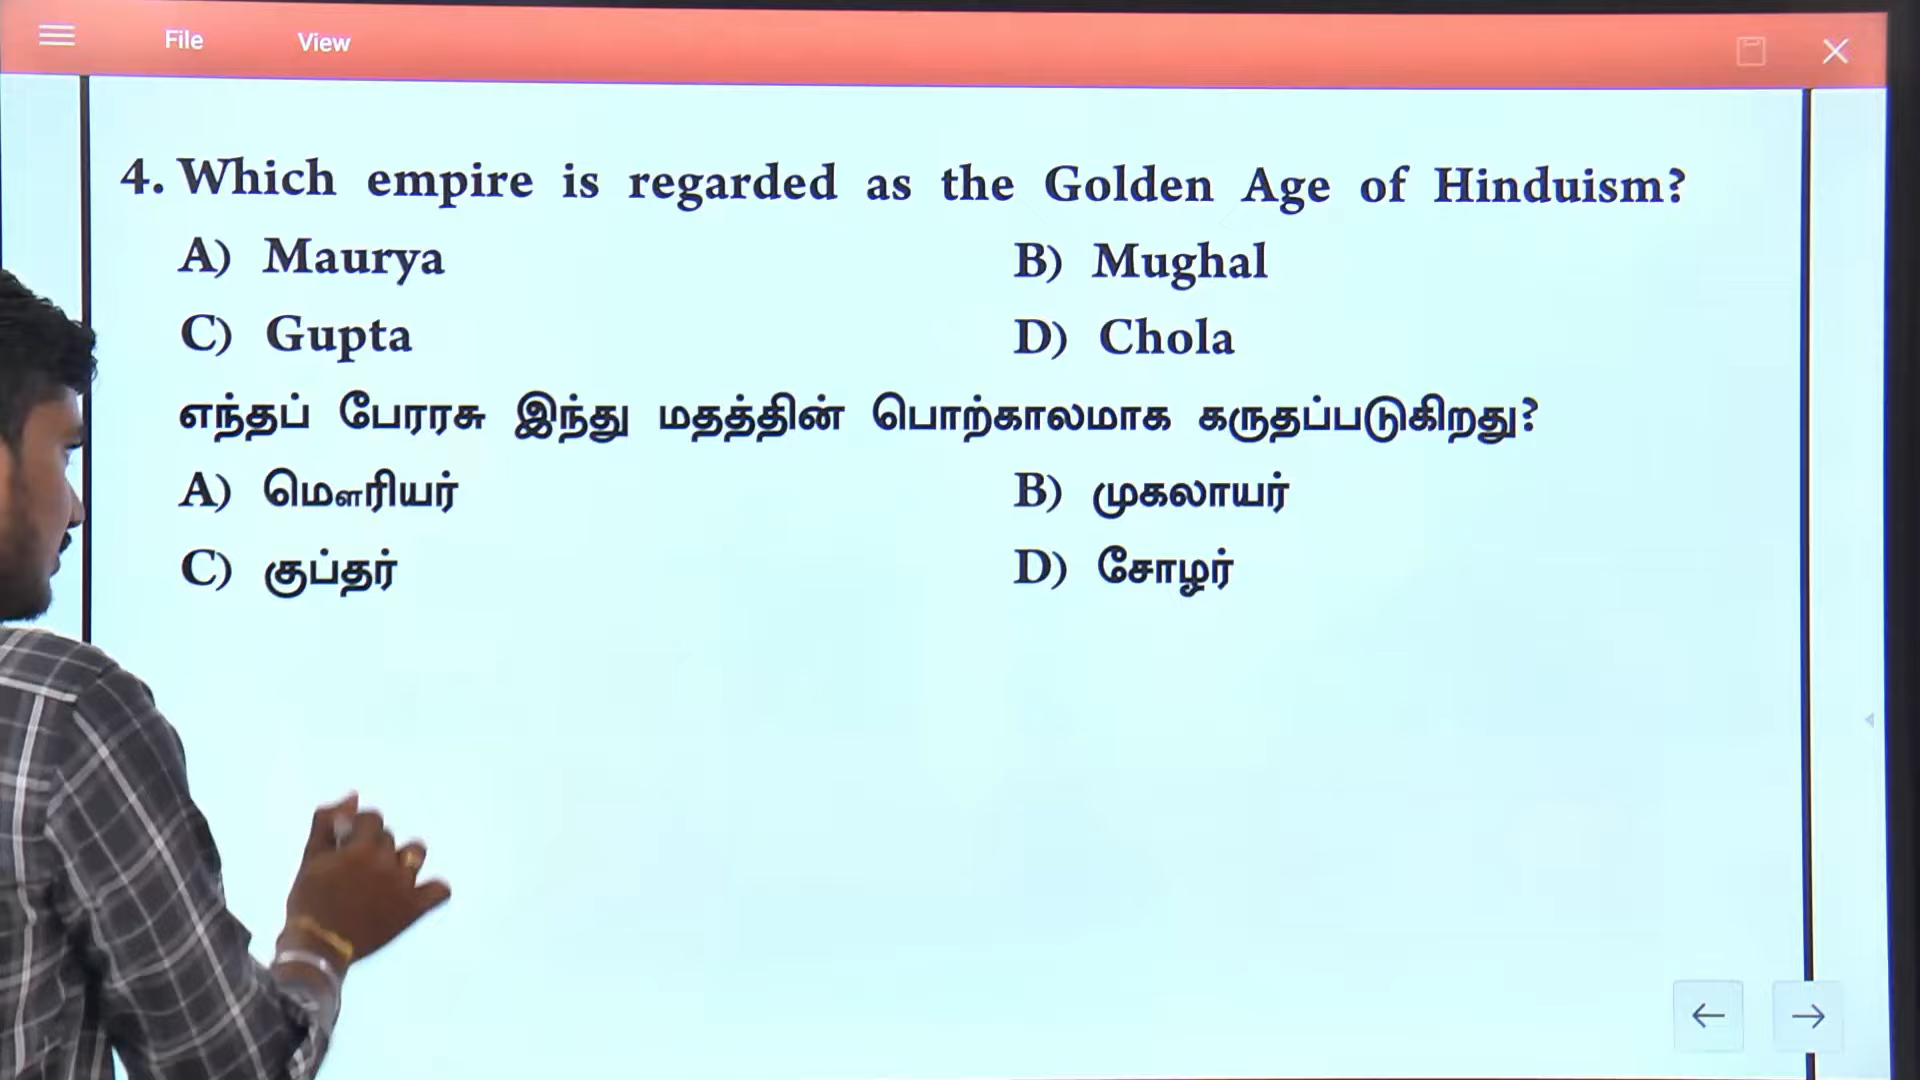 File View
4. Which empire is regarded as the Golden Age of Hinduism?
A) Maurya B) Mughal
C) Gupta D) Chola
எந்தப் பேரரசு இந்து மதத்தின் பொற்காலமாக கருதப்படுகிறது?
A) மௌரியர் B) முகலாயர்
C) குப்தர் D) சோழர்